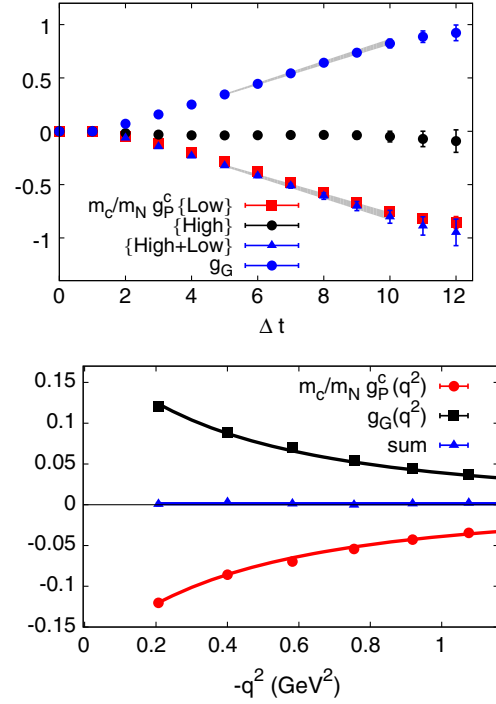 1
0.5
0
-0.5
-1
m_c/m_N g_P^c {Low}
{High}
{High+Low}
g_G
0 2 4 6 8 10 12
Δ t
0.15
0.1
0.05
0
-0.05
-0.1
-0.15
m_c/m_N g_P^c(q^2)
g_G(q^2)
sum
0 0.2 0.4 0.6 0.8 1
-q^2 (GeV^2)